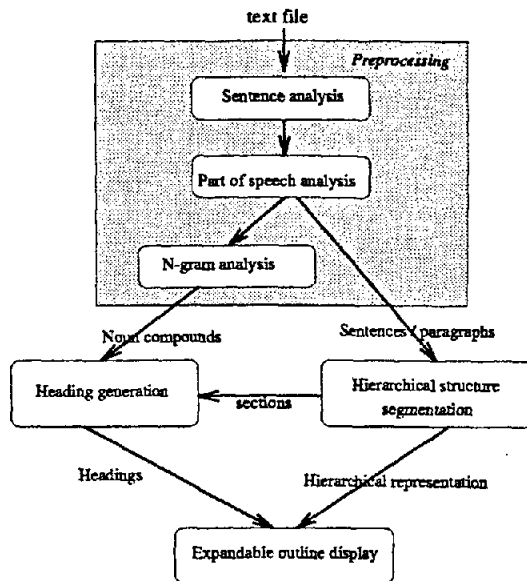 text file
Preprocessing
Sentence analysis
Part of speech analysis
N-gram analysis
Noun compounds
Sentences / paragraphs
Heading generation
sections
Hierarchical structure
segmentation
Headings
Hierarchical representation
Expandable outline display